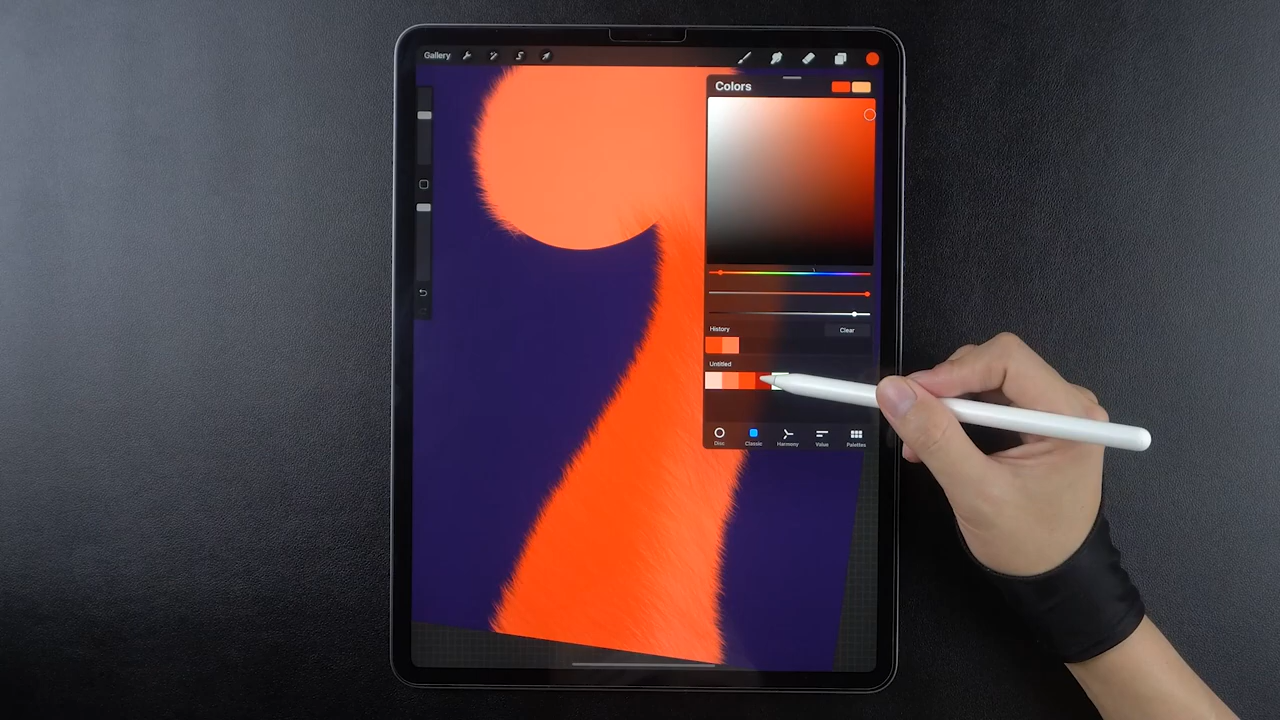 Gallery
Colors
History
Clear
Untitled
Disc
Classic
Harmony
Value
Palettes